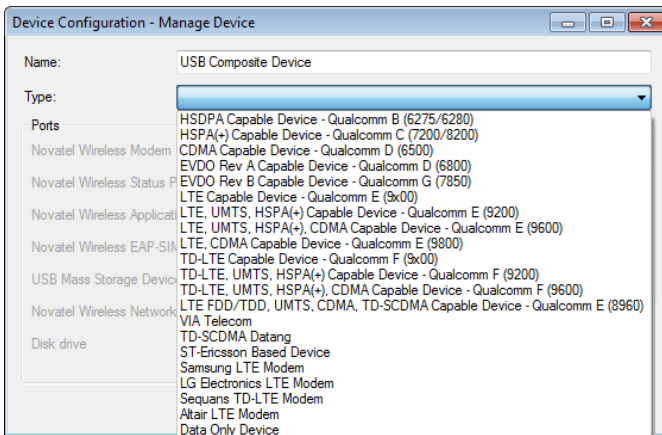 Device Configuration - Manage Device
Name: USB Composite Device
Type:
HSDPA Capable Device - Qualcomm B (6275/6280)
Ports HSPA(+) Capable Device - Qualcomm C (7200/8200)
Novatel Wireless Modem CDMA Capable Device - Qualcomm D (6500)
EVDO Rev A Capable Device - Qualcomm D (6800)
Novatel Wireless Status P EVDO Rev B Capable Device - Qualcomm G (7850)
LTE Capable Device - Qualcomm E (9x00)
Novatel Wireless LTE, UMTS, HSPA(+) Capable Device - Qualcomm E (9200)
LTE, UMTS, HSPA(+), CDMA Capable Device - Qualcomm E (9600)
Novatel Wireless EAP-SIM LTE, CDMA Capable Device - Qualcomm E (9800)
TD-LTE Capable Device - Qualcomm F (9x00)
USB Mass Storage TD-LTE, UMTS, HSPA(+) Capable Device - Qualcomm F (9200)
TD-LTE, UMTS, HSPA(+), CDMA Capable Device - Qualcomm F (9600)
Novatel Wireless Network LTE FDD/TDD, UMTS, CDMA, TD-SCDMA Capable Device - Qualcomm E (8960)
VIA Telecom
Disk drive TD-SCDMA Datang
ST-Ericsson Based Device
Samsung LTE Modem
LG Electronics LTE Modem
Sequans TD-LTE Modem
Altair LTE Modem
Data Only Device